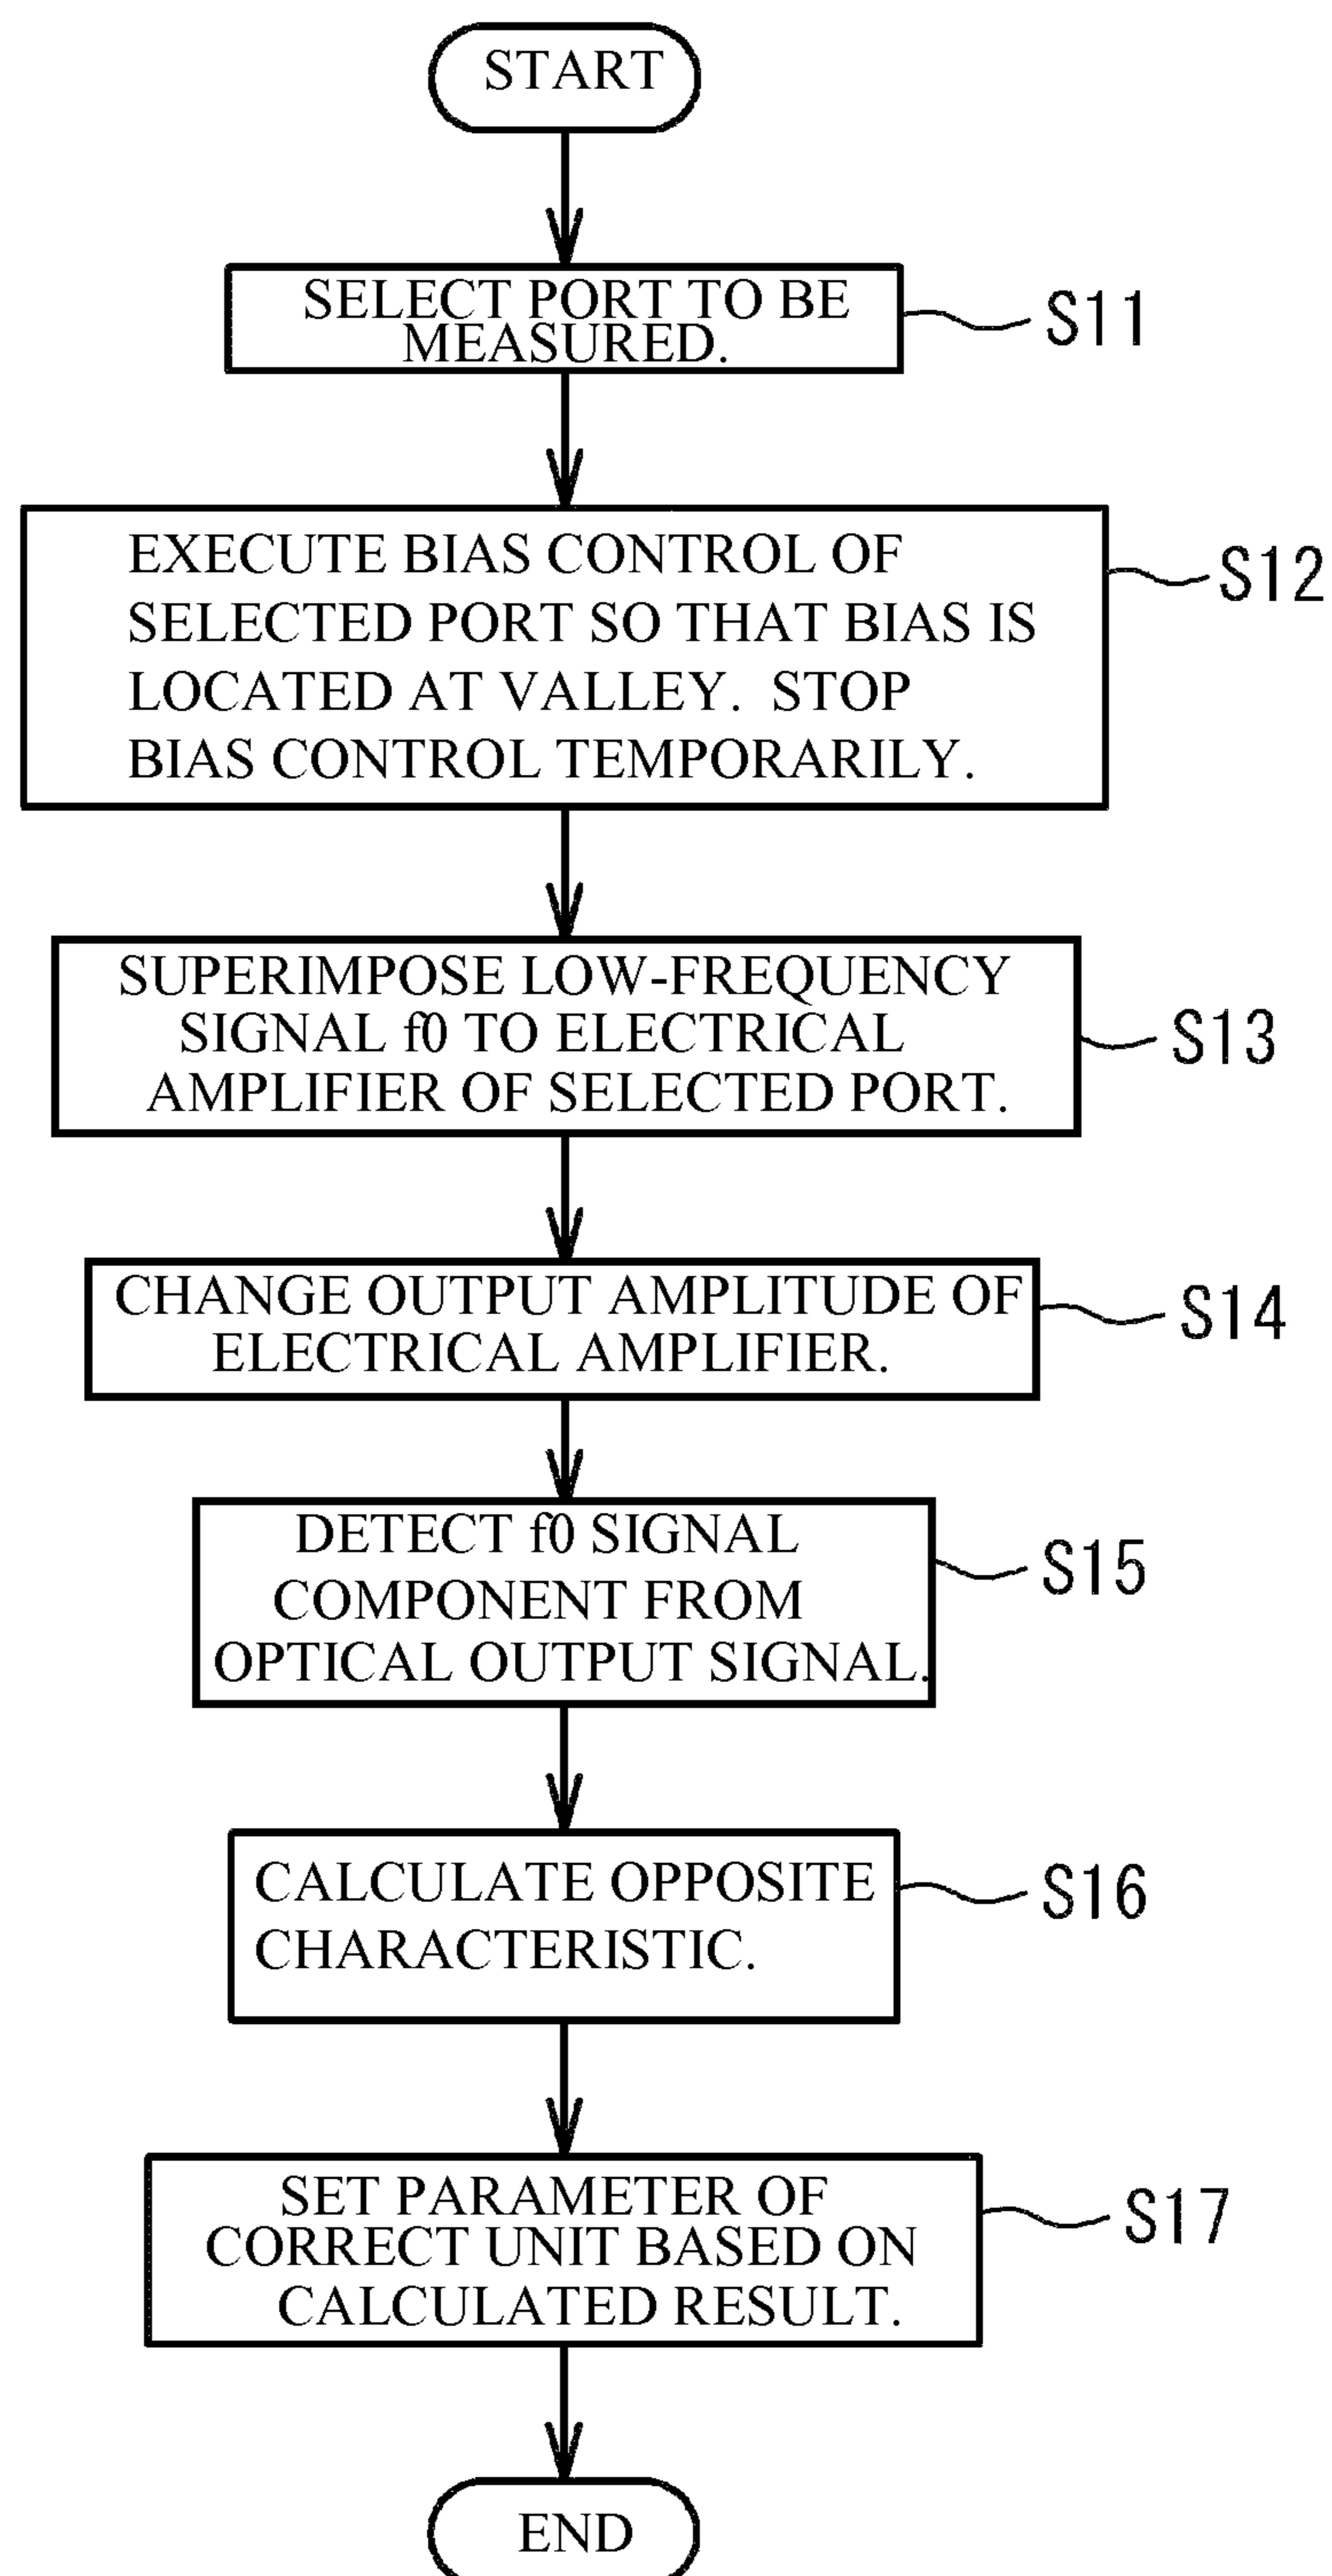 START
SELECT PORT TO BE
MEASURED.
S11
EXECUTE BIAS CONTROL OF
SELECTED PORT SO THAT BIAS IS
LOCATED AT VALLEY. STOP
BIAS CONTROL TEMPORARILY.
S12
SUPERIMPOSE LOW-FREQUENCY
SIGNAL f0 TO ELECTRICAL
AMPLIFIER OF SELECTED PORT.
S13
CHANGE OUTPUT AMPLITUDE OF
ELECTRICAL AMPLIFIER.
S14
DETECT f0 SIGNAL
COMPONENT FROM
OPTICAL OUTPUT SIGNAL.
S15
CALCULATE OPPOSITE
CHARACTERISTIC.
S16
SET PARAMETER OF
CORRECT UNIT BASED ON
CALCULATED RESULT.
S17
END